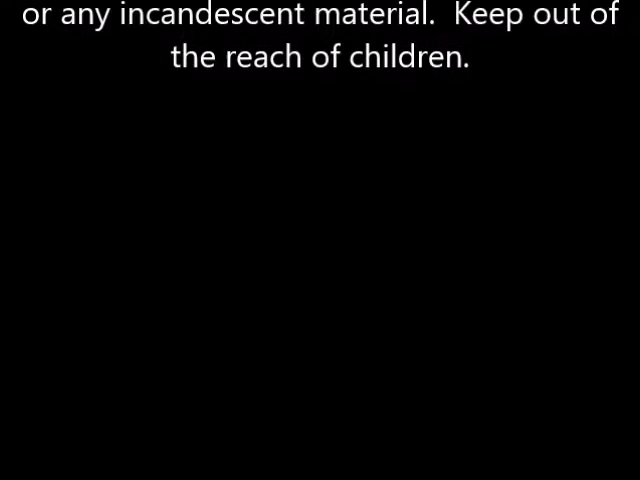 or any incandescent material.  Keep out of
the reach of children.